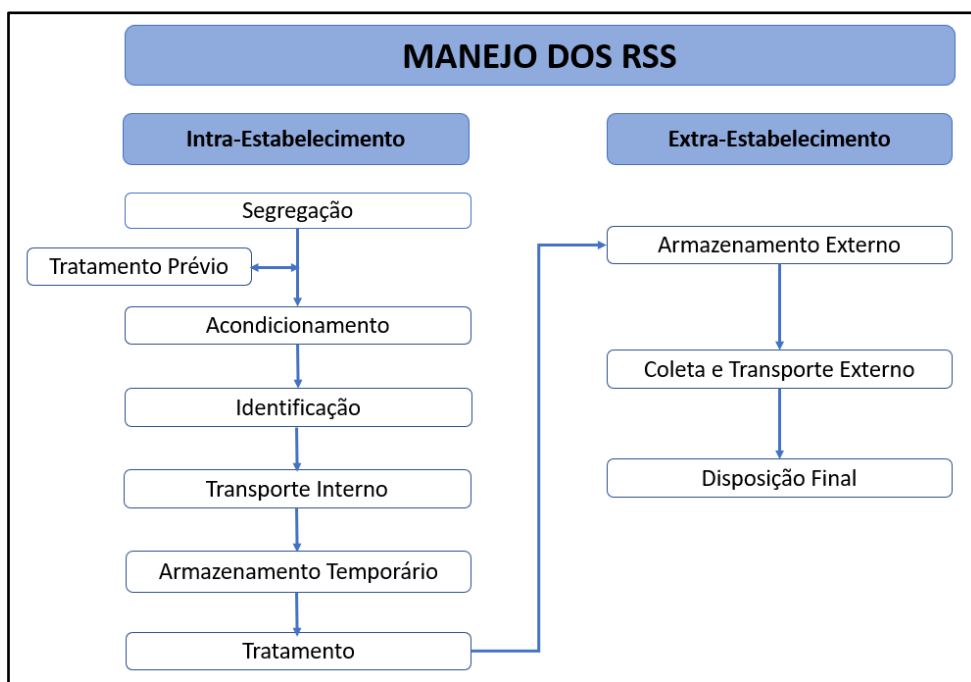 MANEJO DOS RSS
Intra-Estabelecimento
Segregação
Tratamento Prévio
Acondicionamento
Identificação
Transporte Interno
Armazenamento Temporário
Tratamento
Extra-Estabelecimento
Armazenamento Externo
Coleta e Transporte Externo
Disposição Final